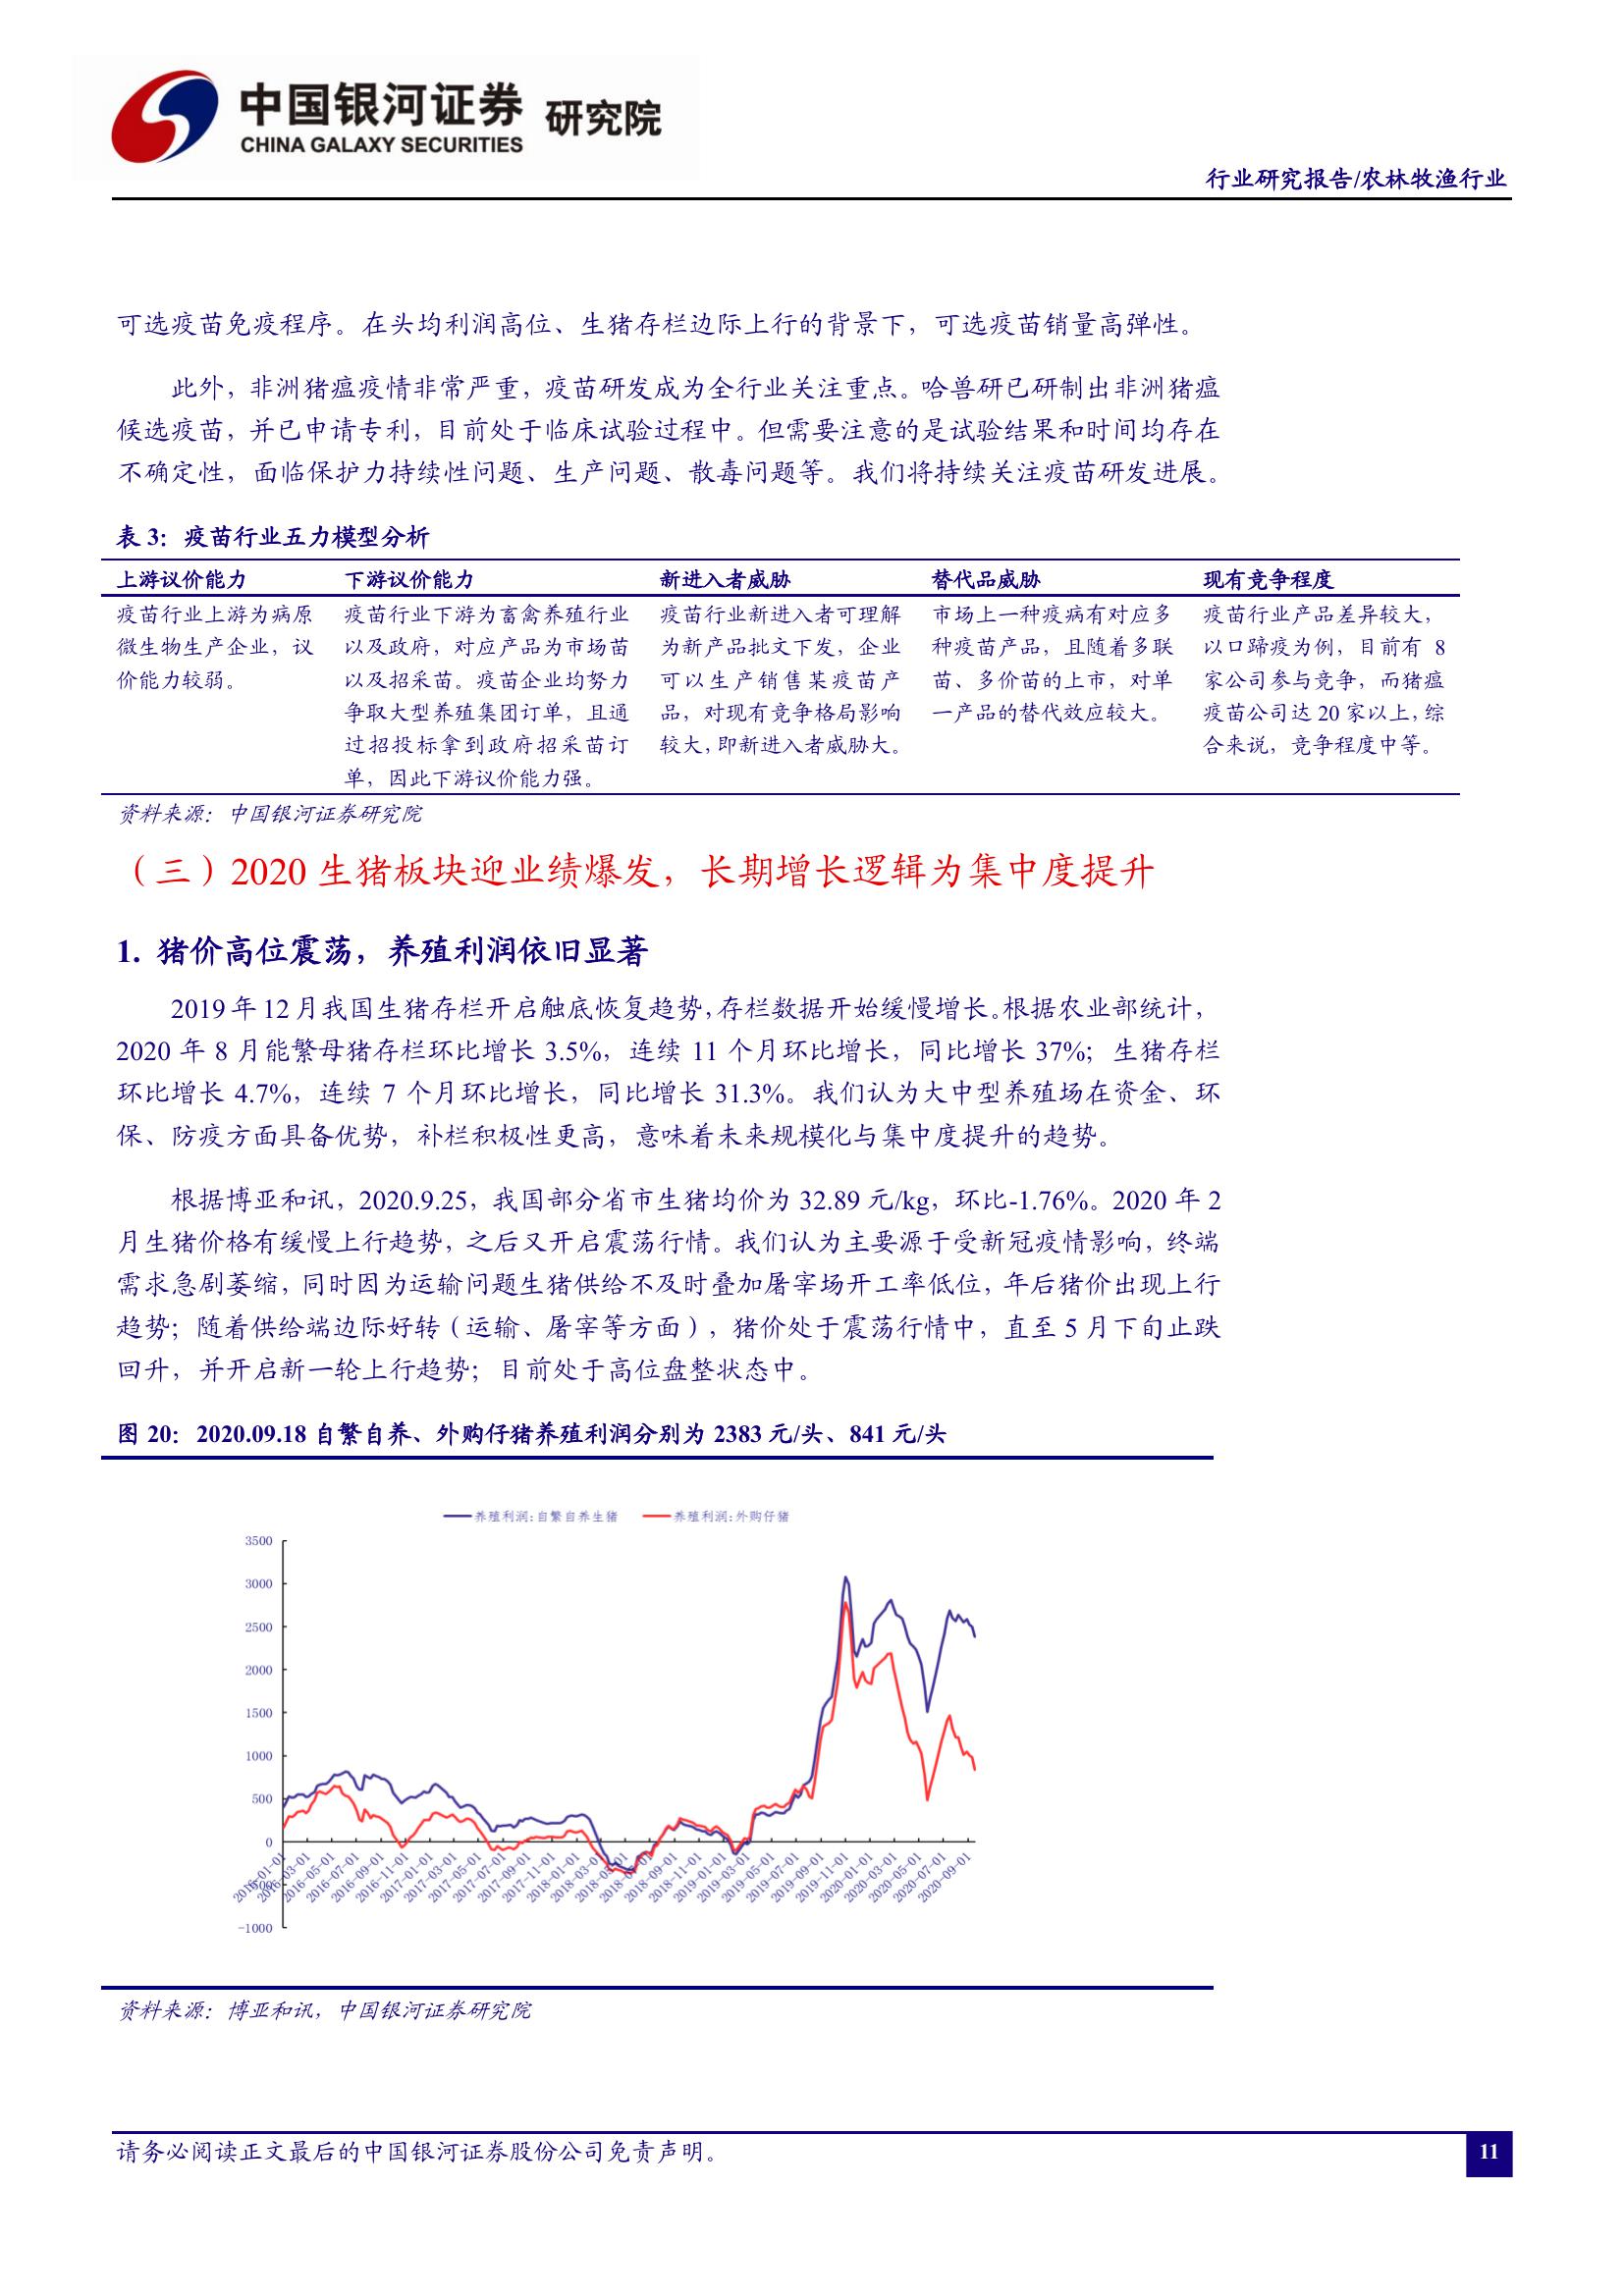 中国银河证券 研究院
CHINA GALAXY SECURITIES
行业研究报告/农林牧渔行业
可选疫苗免疫程序。在头均利润高位、生猪存栏边际上行的背景下，可选疫苗销量高弹性。
此外，非洲猪瘟疫情非常严重，疫苗研发成为全行业关注重点。哈兽研已研制出非洲猪瘟
候选疫苗，并已申请专利，目前处于临床试验过程中。但需要注意的是试验结果和时间均存在
不确定性，面临保护力持续性问题、生产问题、散毒问题等。我们将持续关注疫苗研发进展。
表 3：疫苗行业五力模型分析
上游议价能力 下游议价能力 新进入者威胁 替代品威胁 现有竞争程度
疫苗行业上游为病原
微生物生产企业，议
价能力较弱。
疫苗行业下游为畜禽养殖行业
以及政府，对应产品为市场苗
以及招采苗。疫苗企业均努力
争取大型养殖集团订单，且通
过招投标拿到政府招采苗订
单，因此下游议价能力强。
疫苗行业新进入者可理解
为新产品批文下发，企业
可以生产销售某疫苗产
品，对现有竞争格局影响
较大，即新进入者威胁大。
市场上一种疫病有对应多
种疫苗产品，且随着多联
苗、多价苗的上市，对单
一产品的替代效应较大。
疫苗行业产品差异较大，
以口蹄疫为例，目前有 8
家公司参与竞争，而猪瘟
疫苗公司达 20 家以上，综
合来说，竞争程度中等。
资料来源：中国银河证券研究院
（三）2020 生猪板块迎业绩爆发，长期增长逻辑为集中度提升
1. 猪价高位震荡，养殖利润依旧显著
2019 年 12 月我国生猪存栏开启触底恢复趋势，存栏数据开始缓慢增长。根据农业部统计，
2020 年 8 月能繁母猪存栏环比增长 3.5%，连续 11 个月环比增长，同比增长 37%；生猪存栏
环比增长 4.7%，连续 7 个月环比增长，同比增长 31.3%。我们认为大中型养殖场在资金、环
保、防疫方面具备优势，补栏积极性更高，意味着未来规模化与集中度提升的趋势。
根据博亚和讯，2020.9.25，我国部分省市生猪均价为 32.89 元/kg，环比-1.76%。2020 年 2
月生猪价格有缓慢上行趋势，之后又开启震荡行情。我们认为主要源于受新冠疫情影响，终端
需求急剧萎缩，同时因为运输问题生猪供给不及时叠加屠宰场开工率低位，年后猪价出现上行
趋势；随着供给端边际好转（运输、屠宰等方面），猪价处于震荡行情中，直至 5 月下旬止跌
回升，并开启新一轮上行趋势；目前处于高位盘整状态中。
图 20：2020.09.18 自繁自养、外购仔猪养殖利润分别为 2383 元/头、841 元/头
养殖利润:自繁自养生猪 养殖利润:外购仔猪
3500
3000
2500
2000
1500
1000
500
0
-500
-1000
2016-01-01
2016-03-01
2016-05-01
2016-07-01
2016-09-01
2016-11-01
2017-01-01
2017-03-01
2017-05-01
2017-07-01
2017-09-01
2017-11-01
2018-01-01
2018-03-01
2018-05-01
2018-07-01
2018-09-01
2018-11-01
2019-01-01
2019-03-01
2019-05-01
2019-07-01
2019-09-01
2019-11-01
2020-01-01
2020-03-01
2020-05-01
2020-07-01
2020-09-01
资料来源：博亚和讯，中国银河证券研究院
请务必阅读正文最后的中国银河证券股份公司免责声明。
11